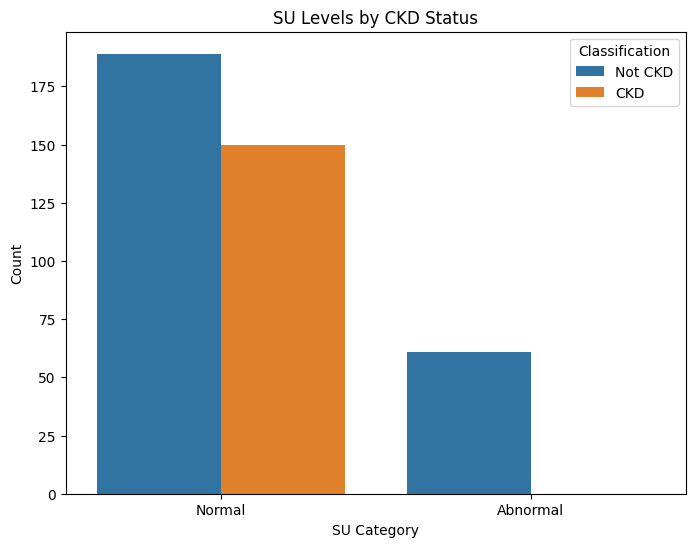 SU Levels by CKD Status
Classification
Not CKD
CKD
Count
175
150
125
100
75
50
25
0
Normal
Abnormal
SU Category